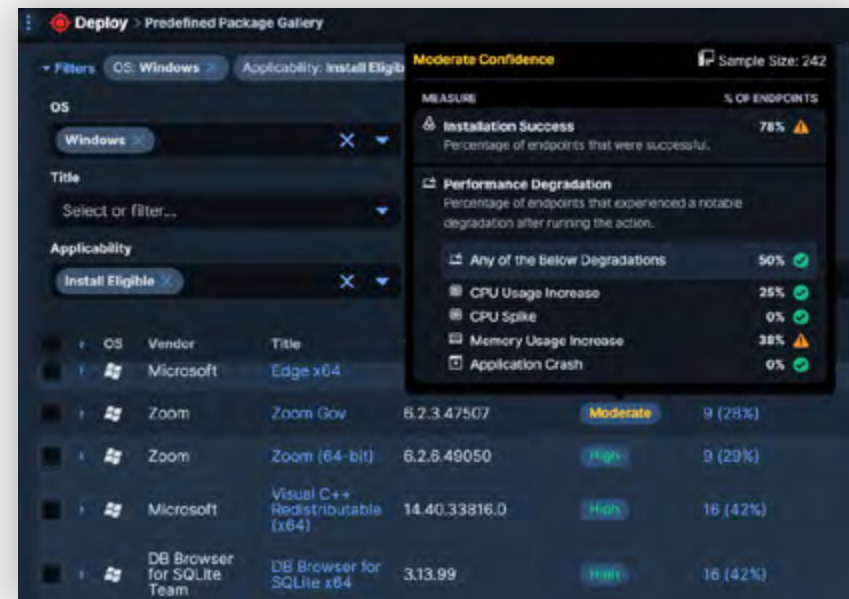 Deploy > Predefined Package Gallery
Filters OS: Windows × Applicability: Install Eligib
OS
Windows ×
Title
Select or filter...
Applicability
Install Eligible ×
Moderate Confidence Sample Size: 242
MEASURE % OF ENDPOINTS
Installation Success 78%
Percentage of endpoints that were successful.
Performance Degradation
Percentage of endpoints that experienced a notable
degradation after running the action.
Any of the Below Degradations 50%
CPU Usage Increase 25%
CPU Spike 0%
Memory Usage Increase 38%
Application Crash 0%
OS Vendor Title
Microsoft Edge x64
Zoom Zoom Gov 6.2.3.47507 Moderate 9 (28%)
Zoom Zoom (64-bit) 6.2.6.49050 High 9 (29%)
Microsoft Visual C++
Redistributable
(x64) 14.40.33816.0 High 16 (42%)
DB Browser
for SQLite
Team DB Browser for
SQLite x64 3.13.99 High 16 (42%)